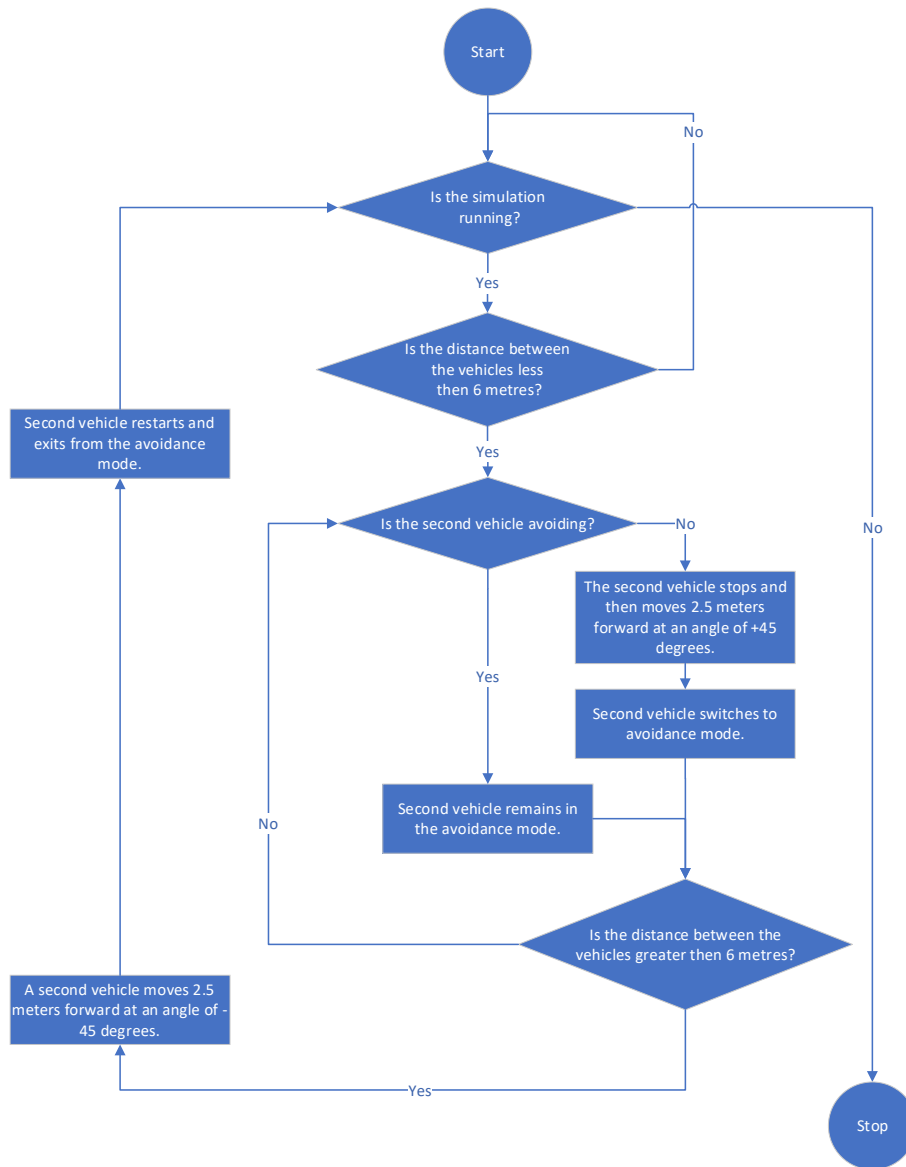 Start
No
Is the simulation
running?
Yes
Is the distance between
the vehicles less
then 6 metres?
Second vehicle restarts and
exits from the avoidance
mode.
Yes
Is the second vehicle avoiding?
No
No
The second vehicle stops and
then moves 2.5 meters
forward at an angle of +45
degrees.
Yes
Second vehicle switches to
avoidance mode.
Second vehicle remains in
the avoidance mode.
No
Is the distance between the
vehicles greater then 6 metres?
A second vehicle moves 2.5
meters forward at an angle of -
45 degrees.
Yes
Stop